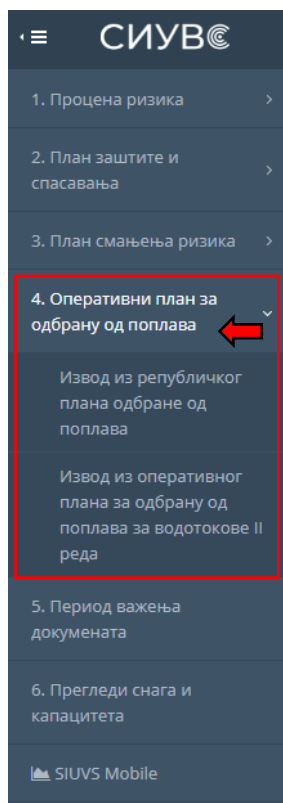 СИУВС
1. Процена ризика
2. План заштите и
спасавања
3. План смањења ризика
4. Оперативни план за
одбрану од поплава
Извод из републичког
плана одбране од
поплава
Извод из оперативног
плана за одбрану од
поплава за водотокове II
реда
5. Период важења
докумената
6. Прегледи снага и
капацитета
SIUVS Mobile